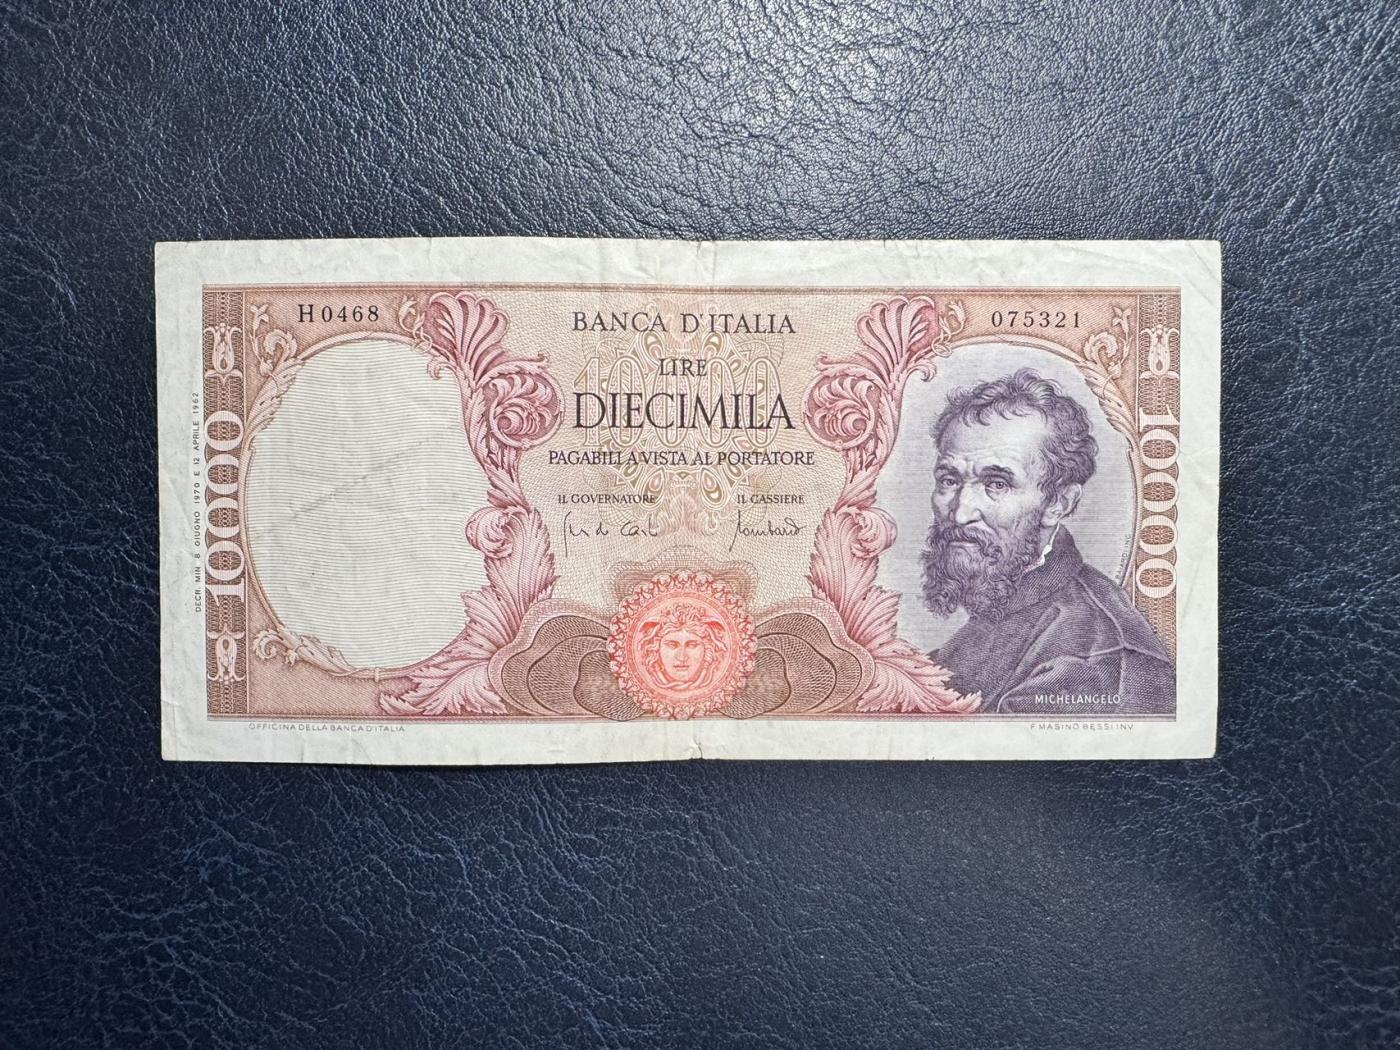 H0468
075321
BANCA D'ITALIA
LIRE
10000
DIECIMILA
PAGABILI A VISTA AL PORTATORE
IL GOVERNATORE
IL CASSIERE
10000
10000
DECR. MIN. 8 GIUGNO 1970 E 12 APRILE 1962
MICHELANGELO
OFFICINA DELLA BANCA D'ITALIA
F. MASINO BESSI INV.